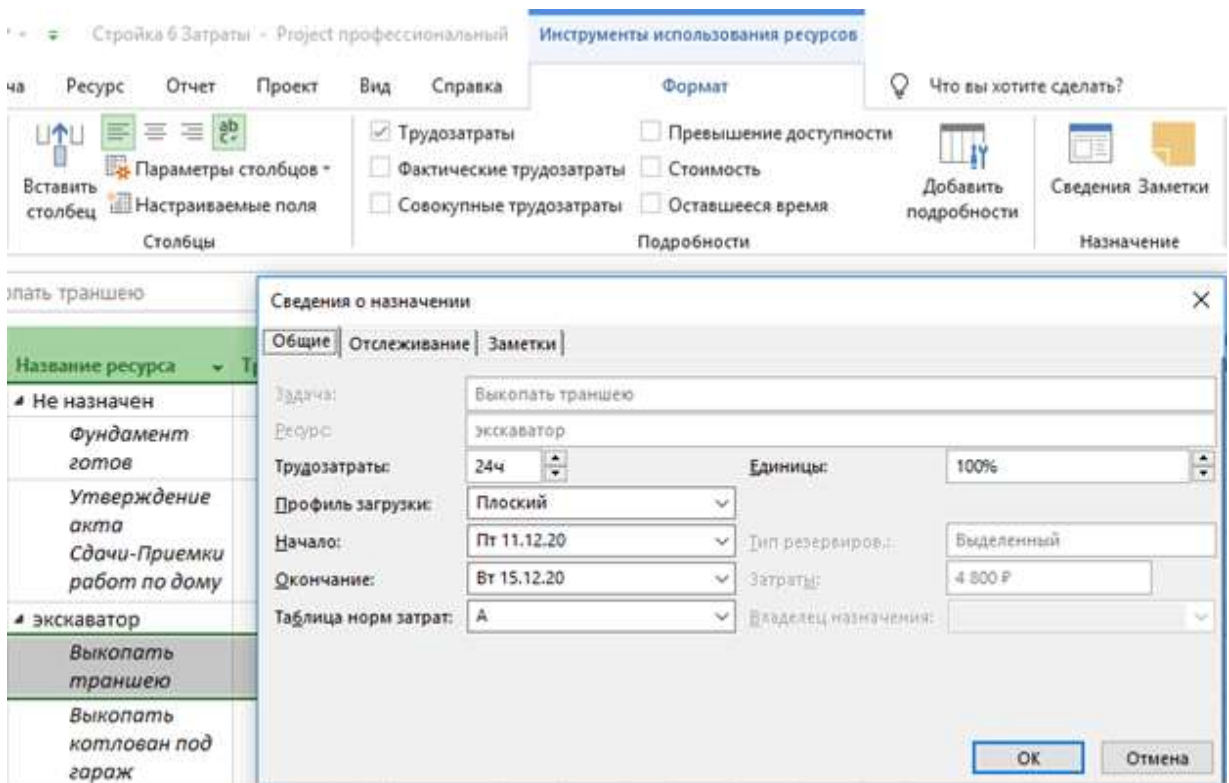 Стройка 6 Затраты - Project профессиональный
Инструменты использования ресурсов
ча Ресурс Отчет Проект Вид Справка Формат Что вы хотите сделать?
Вставить столбец
Параметры столбцов
Настраиваемые поля
Столбцы
Трудозатраты
Фактические трудозатраты
Совокупные трудозатраты
Превышение доступности
Стоимость
Оставшееся время
Подробности
Добавить подробности
Сведения Заметки
Назначение
опать траншею
Название ресурса
Не назначен
Фундамент
готов
Утверждение
акта
Сдачи-Приемки
работ по дому
экскаватор
Выкопать
траншею
Выкопать
котлован под
гараж
Сведения о назначении
Общие Отслеживание Заметки
Задача: Выкопать траншею
Ресурс: экскаватор
Трудозатраты: 24ч Единицы: 100%
Профиль загрузки: Плоский
Начало: Пт 11.12.20 Тип резервиров.: Выделенный
Окончание: Вт 15.12.20 Затраты: 4 800 ₽
Таблица норм затрат: A Владелец назначения:
ОК Отмена